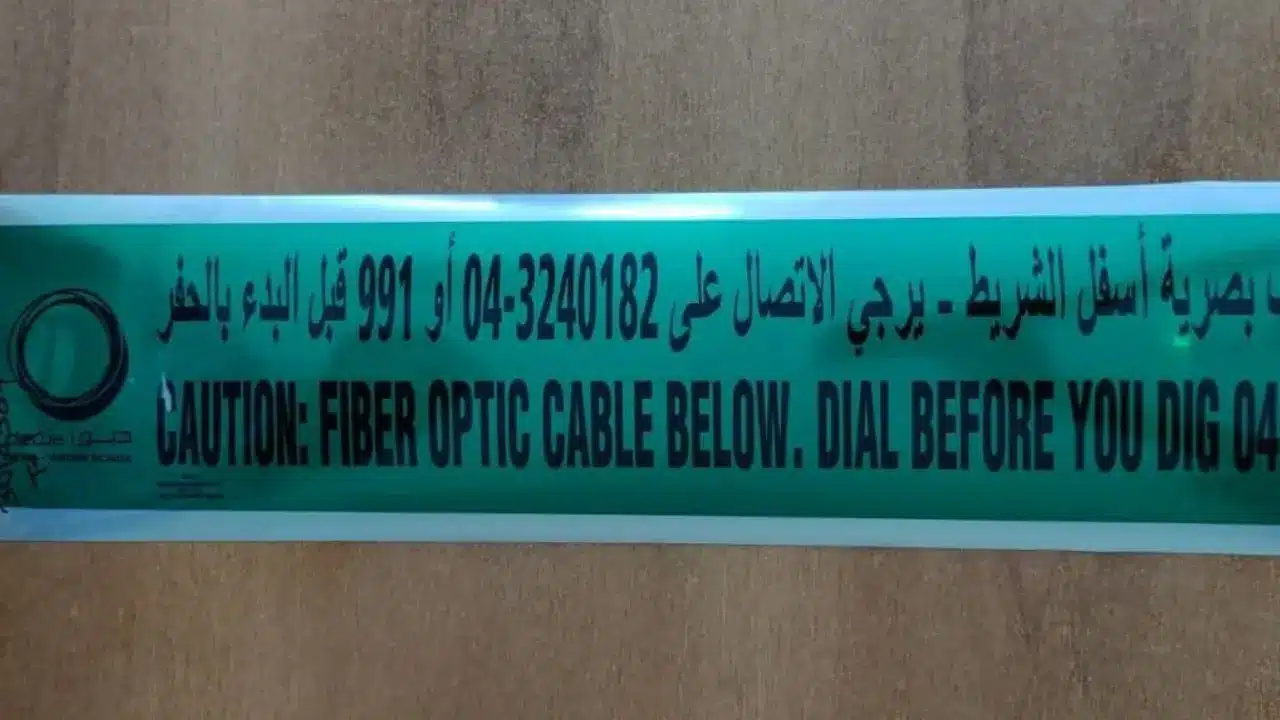 بصرية أسفل الشريط - يرجي الاتصال على 04-3240182 أو 991 قبل البدء بالحفر
CAUTION: FIBER OPTIC CABLE BELOW. DIAL BEFORE YOU DIG 04